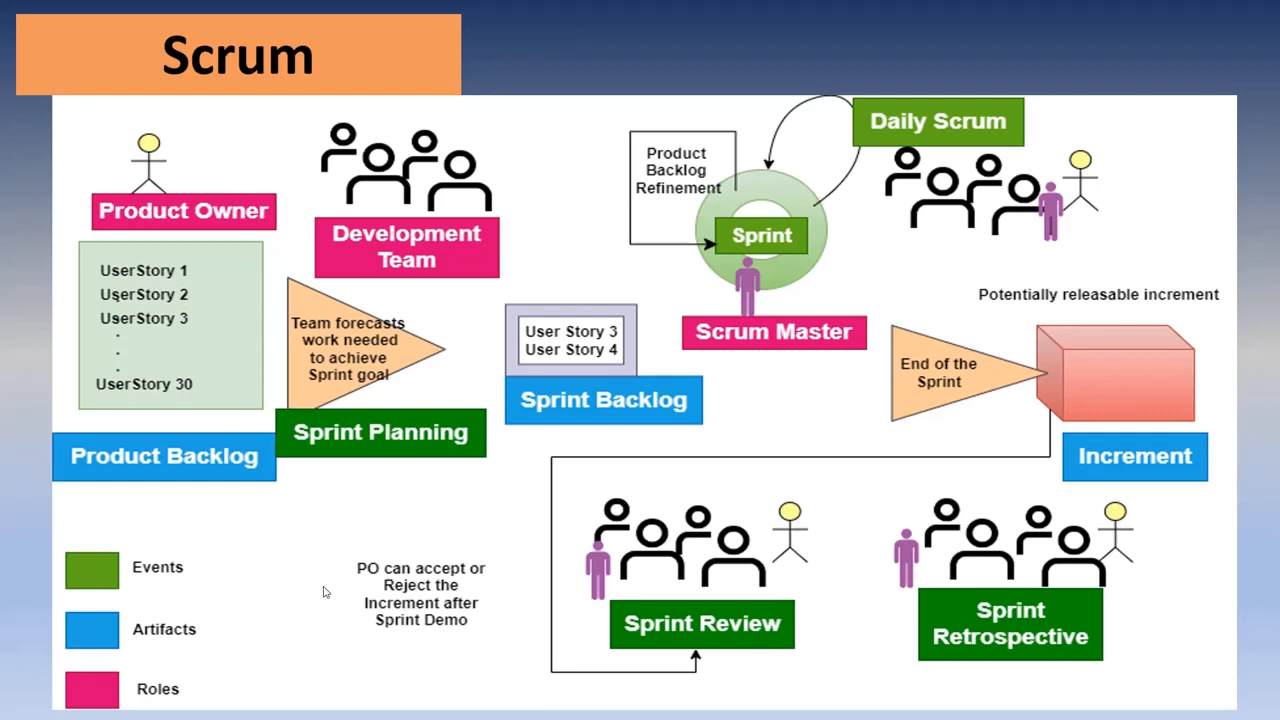 Scrum
Product Owner
UserStory 1
UserStory 2
UserStory 3
.
.
.
UserStory 30
Product Backlog
Development
Team
Team forecasts
work needed
to achieve
Sprint goal
Sprint Planning
User Story 3
User Story 4
Sprint Backlog
Product
Backlog
Refinement
Sprint
Scrum Master
Daily Scrum
Potentially releasable increment
End of the
Sprint
Increment
Sprint Review
Sprint
Retrospective
PO can accept or
Reject the
Increment after
Sprint Demo
Events
Artifacts
Roles